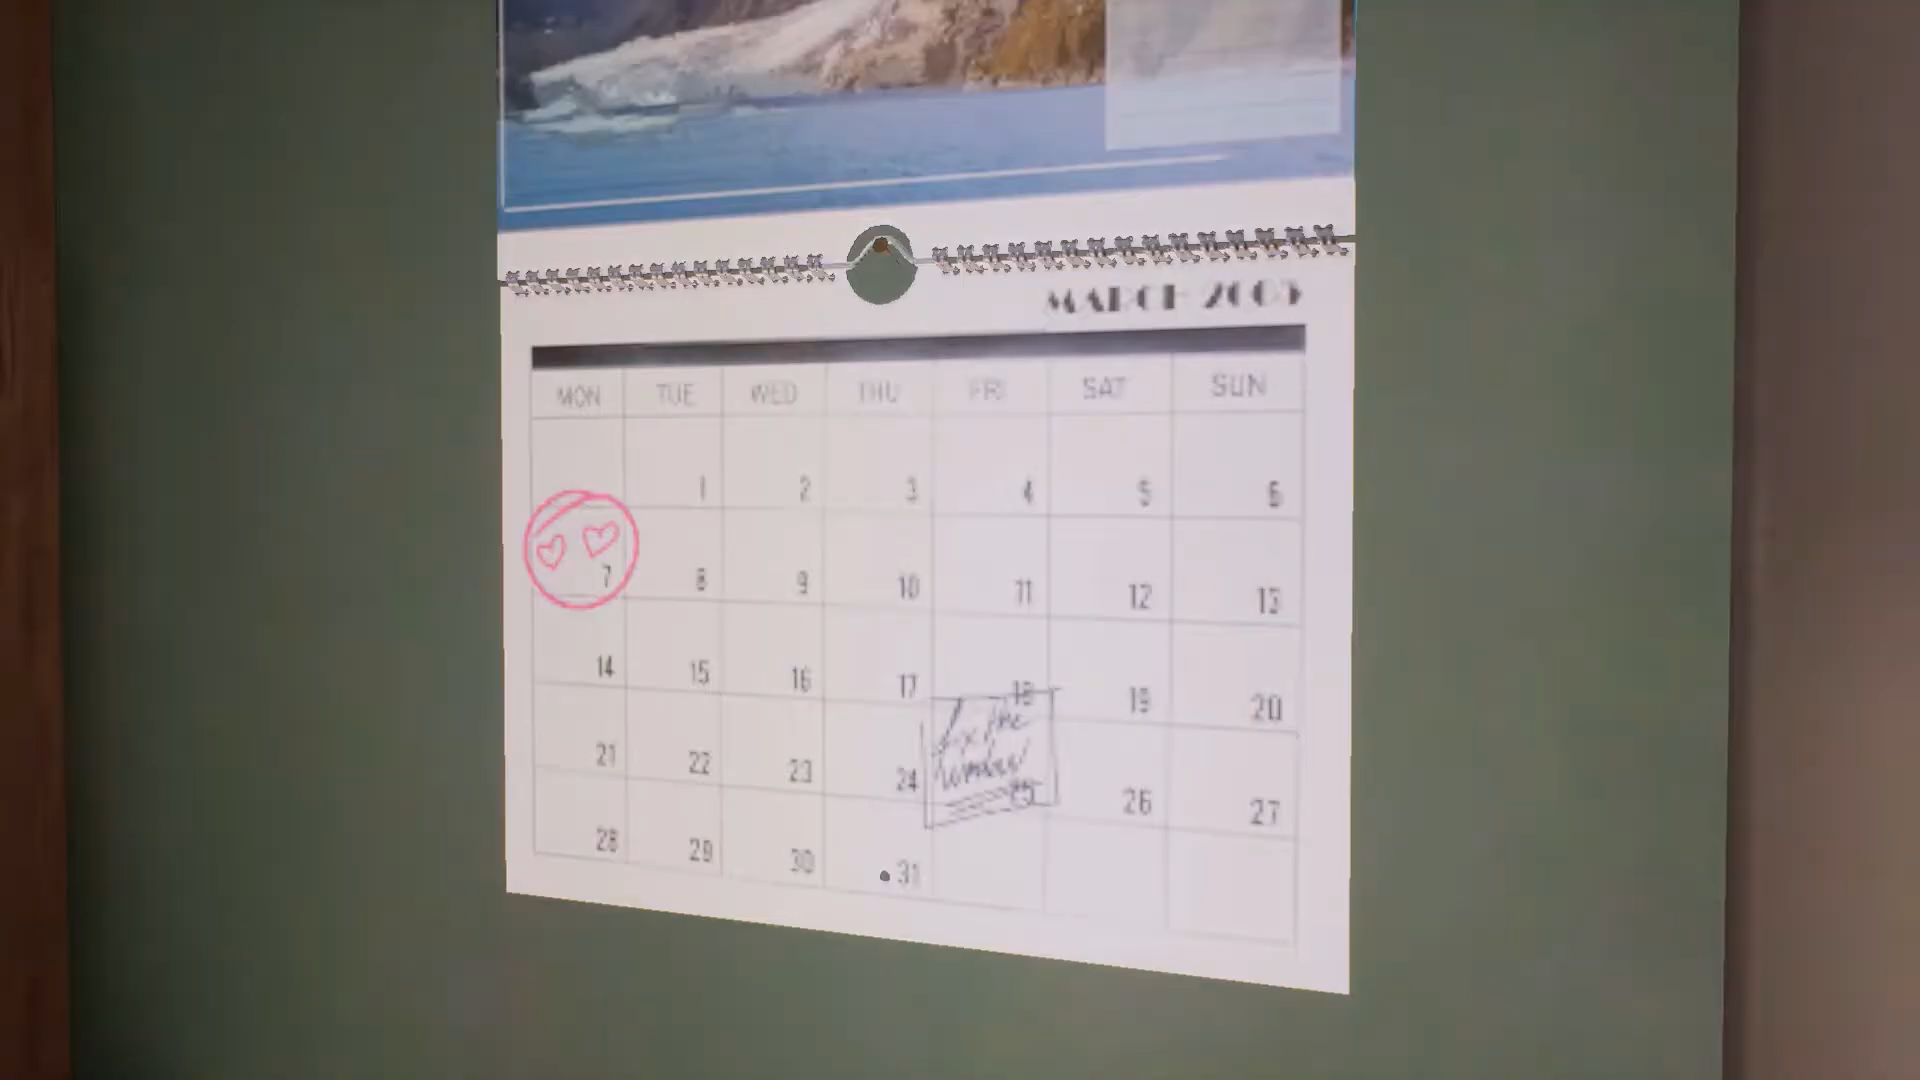 MARCH 2005
MON TUE WED THU FRI SAT SUN
1 2 3 4 5 6
7 8 9 10 11 12 13
14 15 16 17 18 19 20
21 22 23 24 25 26 27
fix the
window
28 29 30 31